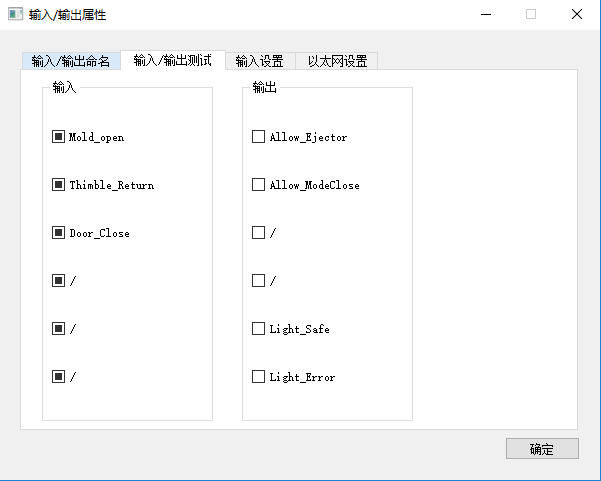 输入/输出属性
输入/输出命名 输入/输出测试 输入设置 以太网设置
输入
Mold_open
Thimble_Return
Door_Close
/
/
/
输出
Allow_Ejector
Allow_ModeClose
/
/
Light_Safe
Light_Error
确定